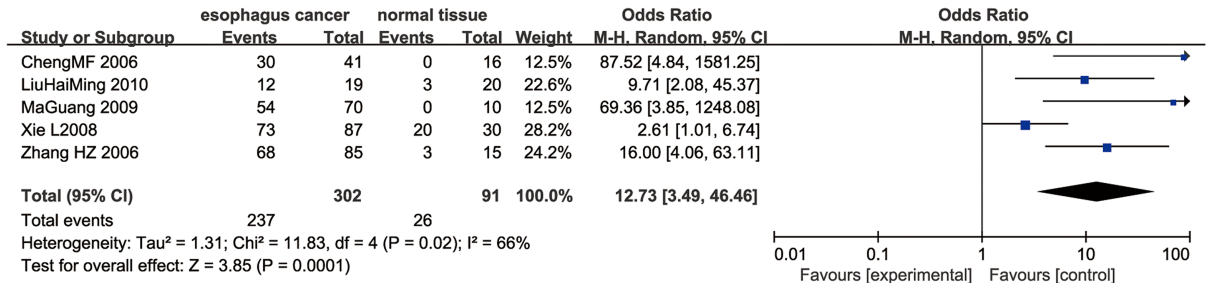 esophagus cancer normal tissue Odds Ratio Odds Ratio
Study or Subgroup Events Total Events Total Weight M-H, Random, 95% CI M-H, Random, 95% CI
ChengMF 2006 30 41 0 16 12.5% 87.52 [4.84, 1581.25]
LiuHaiMing 2010 12 19 3 20 22.6% 9.71 [2.08, 45.37]
MaGuang 2009 54 70 0 10 12.5% 69.36 [3.85, 1248.08]
Xie L2008 73 87 20 30 28.2% 2.61 [1.01, 6.74]
Zhang HZ 2006 68 85 3 15 24.2% 16.00 [4.06, 63.11]
Total (95% CI) 302 91 100.0% 12.73 [3.49, 46.46]
Total events 237 26
Heterogeneity: Tau² = 1.31; Chi² = 11.83, df = 4 (P = 0.02); I² = 66%
Test for overall effect: Z = 3.85 (P = 0.0001)
0.01 0.1 1 10 100
Favours [experimental] Favours [control]